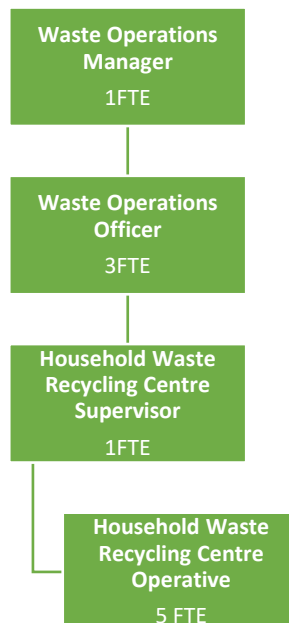 Waste Operations
Manager
1FTE
Waste Operations
Officer
3FTE
Household Waste
Recycling Centre
Supervisor
1FTE
Household Waste
Recycling Centre
Operative
5 FTE